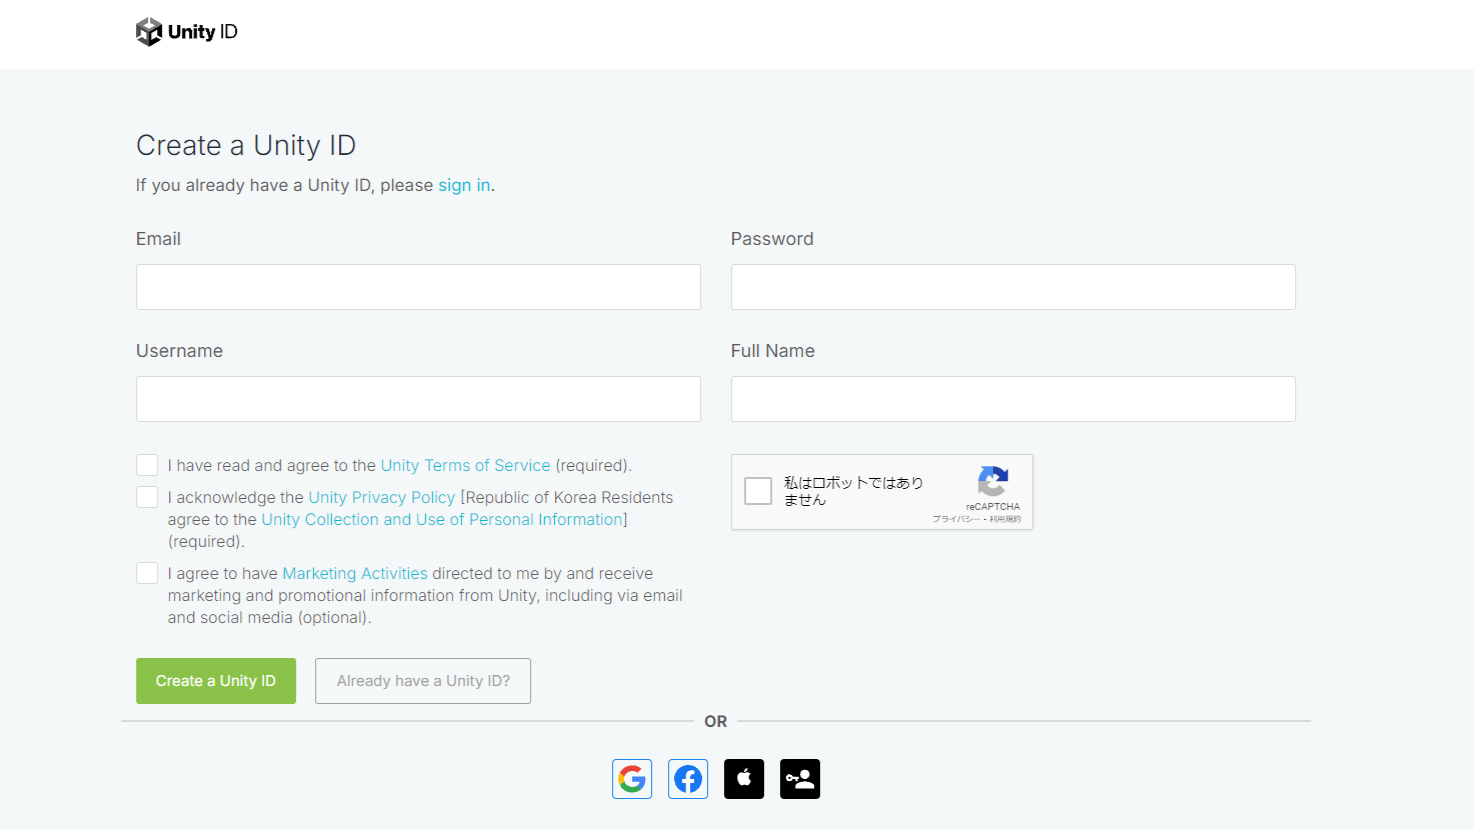 Unity ID
Create a Unity ID
If you already have a Unity ID, please sign in.
Email
Password
Username
Full Name
I have read and agree to the Unity Terms of Service (required).
I acknowledge the Unity Privacy Policy [Republic of Korea Residents
agree to the Unity Collection and Use of Personal Information]
(required).
I agree to have Marketing Activities directed to me by and receive
marketing and promotional information from Unity, including via email
and social media (optional).
私はロボットではあり
ません
reCAPTCHA
プライバシー - 利用規約
Create a Unity ID
Already have a Unity ID?
OR